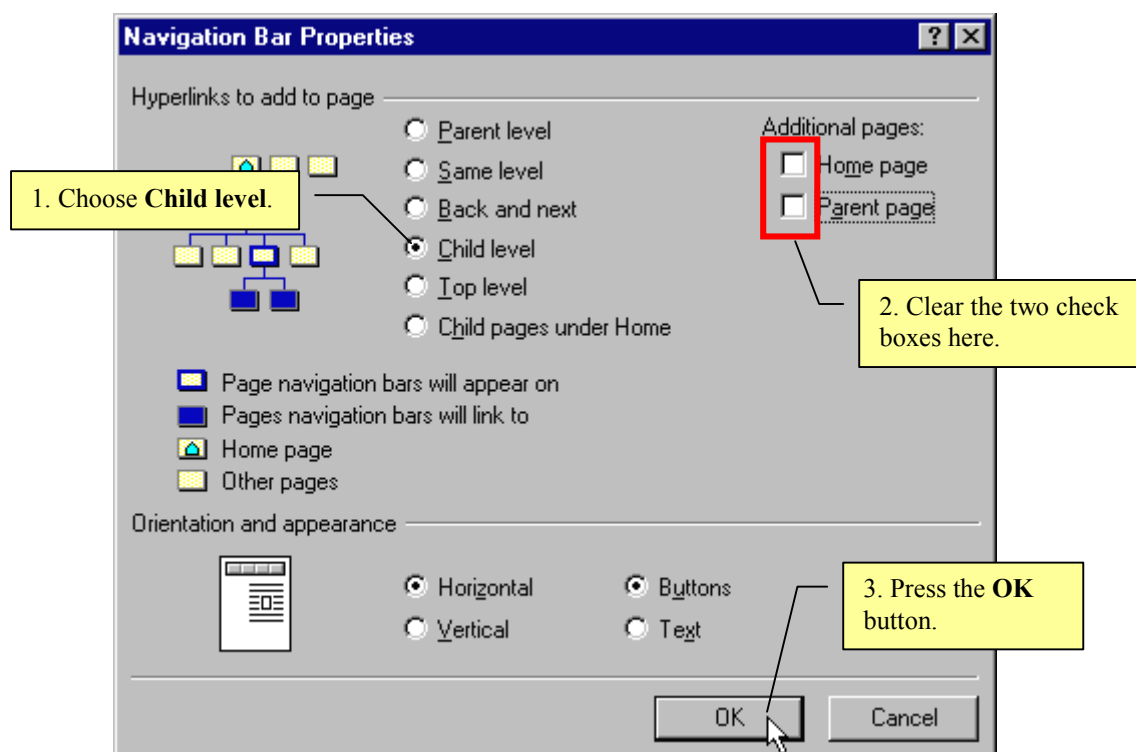 Navigation Bar Properties
Hyperlinks to add to page
Parent level
Same level
Back and next
Child level
Top level
Child pages under Home
Additional pages:
Home page
Parent page
1. Choose Child level.
2. Clear the two check
boxes here.
Page navigation bars will appear on
Pages navigation bars will link to
Home page
Other pages
Orientation and appearance
Horizontal
Vertical
Buttons
Text
3. Press the OK
button.
OK
Cancel